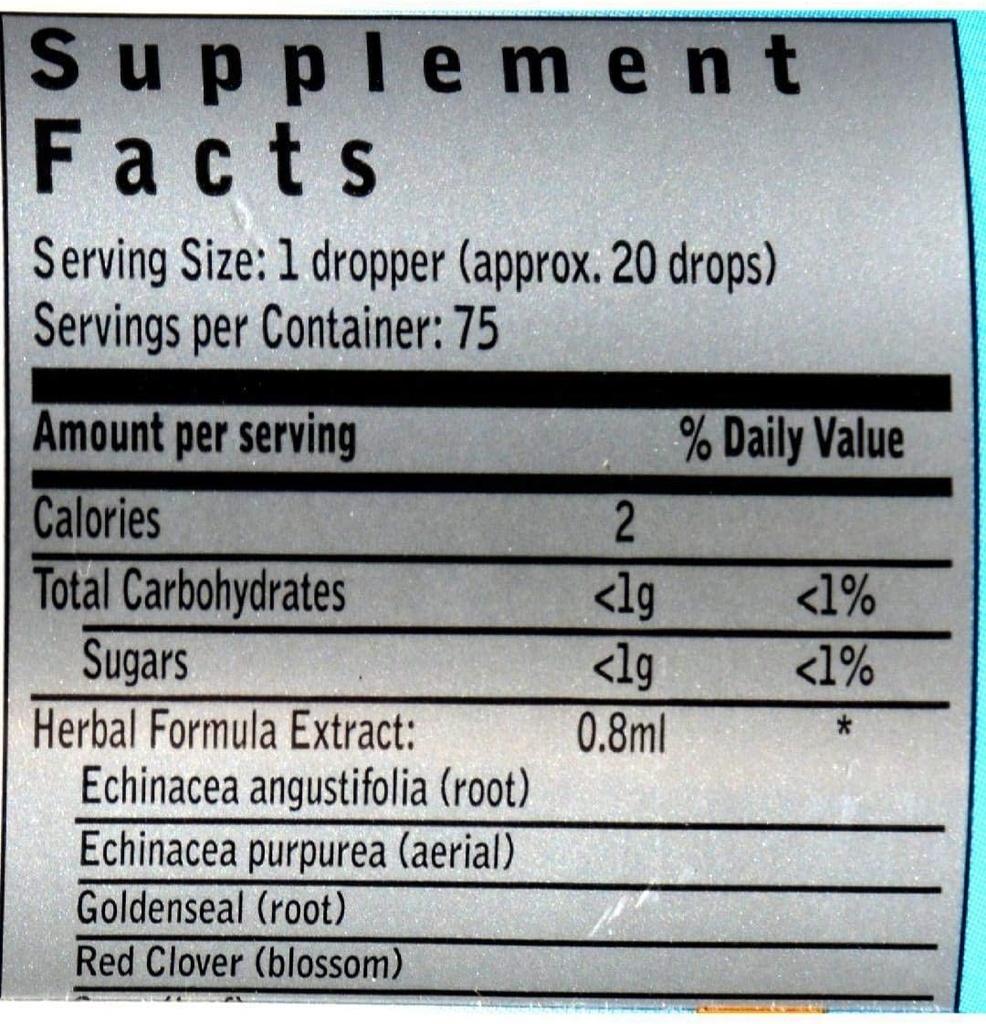 Supplement
Facts
Serving Size: 1 dropper (approx. 20 drops)
Servings per Container: 75
Amount per serving % Daily Value
Calories 2
Total Carbohydrates <1g <1%
Sugars <1g <1%
Herbal Formula Extract: 0.8ml *
Echinacea angustifolia (root)
Echinacea purpurea (aerial)
Goldenseal (root)
Red Clover (blossom)